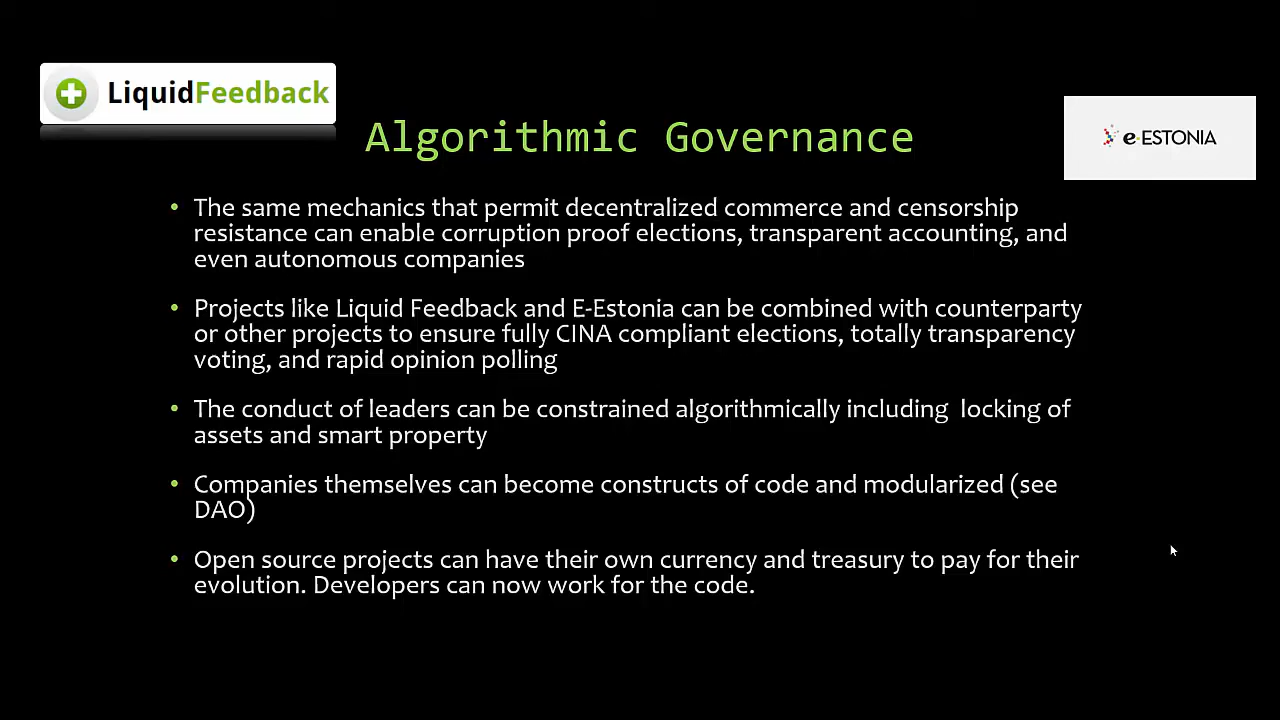 LiquidFeedback
Algorithmic Governance
e-ESTONIA
• The same mechanics that permit decentralized commerce and censorship
resistance can enable corruption proof elections, transparent accounting, and
even autonomous companies
• Projects like Liquid Feedback and E-Estonia can be combined with counterparty
or other projects to ensure fully CINA compliant elections, totally transparency
voting, and rapid opinion polling
• The conduct of leaders can be constrained algorithmically including  locking of
assets and smart property
• Companies themselves can become constructs of code and modularized (see
DAO)
• Open source projects can have their own currency and treasury to pay for their
evolution. Developers can now work for the code.